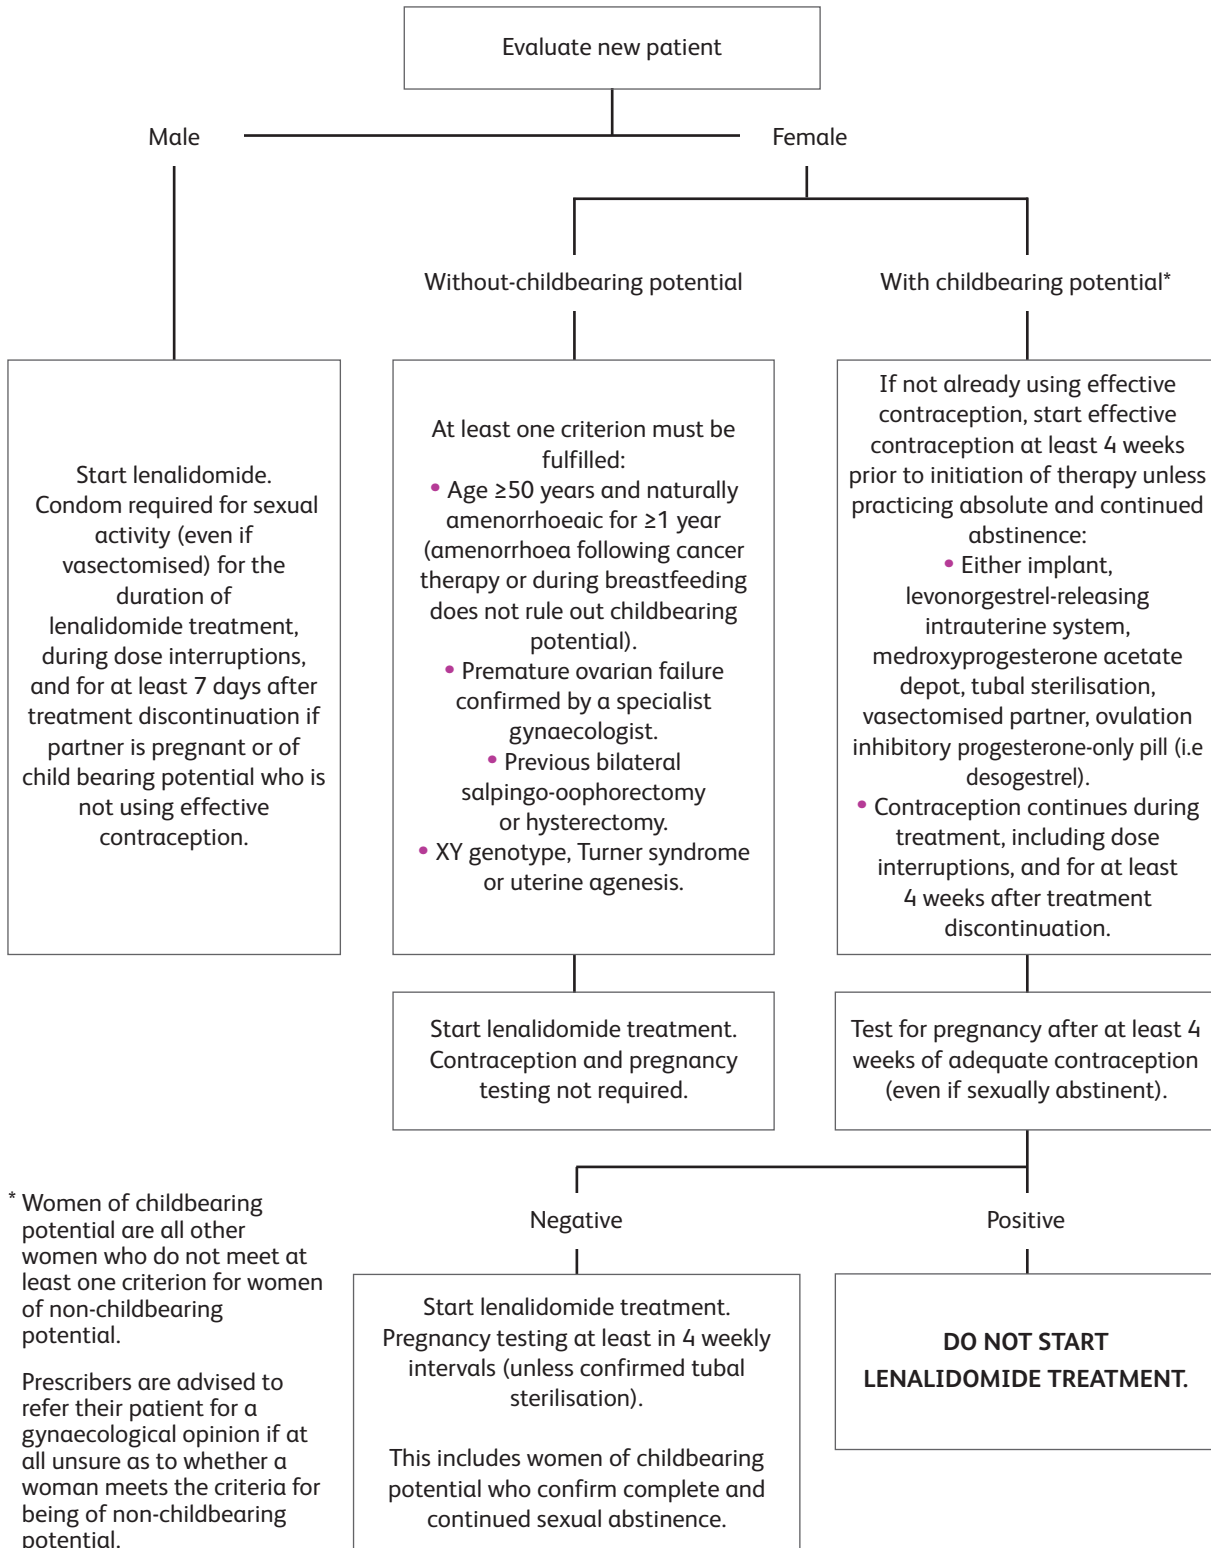 Evaluate new patient
Male
Female
Without-childbearing potential
With childbearing potential*
Start lenalidomide.
Condom required for sexual
activity (even if
vasectomised) for the
duration of
lenalidomide treatment,
during dose interruptions,
and for at least 7 days after
treatment discontinuation if
partner is pregnant or of
child bearing potential who is
not using effective
contraception.
At least one criterion must be
fulfilled:
• Age ≥50 years and naturally
amenorrhoeaic for ≥1 year
(amenorrhoea following cancer
therapy or during breastfeeding
does not rule out childbearing
potential).
• Premature ovarian failure
confirmed by a specialist
gynaecologist.
• Previous bilateral
salpingo-oophorectomy
or hysterectomy.
• XY genotype, Turner syndrome
or uterine agenesis.
If not already using effective
contraception, start effective
contraception at least 4 weeks
prior to initiation of therapy unless
practicing absolute and continued
abstinence:
• Either implant,
levonorgestrel-releasing
intrauterine system,
medroxyprogesterone acetate
depot, tubal sterilisation,
vasectomised partner, ovulation
inhibitory progesterone-only pill (i.e
desogestrel).
• Contraception continues during
treatment, including dose
interruptions, and for at least
4 weeks after treatment
discontinuation.
Start lenalidomide treatment.
Contraception and pregnancy
testing not required.
Test for pregnancy after at least 4
weeks of adequate contraception
(even if sexually abstinent).
Negative
Positive
Start lenalidomide treatment.
Pregnancy testing at least in 4 weekly
intervals (unless confirmed tubal
sterilisation).
This includes women of childbearing
potential who confirm complete and
continued sexual abstinence.
DO NOT START
LENALIDOMIDE TREATMENT.
* Women of childbearing
potential are all other
women who do not meet at
least one criterion for women
of non-childbearing
potential.
Prescribers are advised to
refer their patient for a
gynaecological opinion if at
all unsure as to whether a
woman meets the criteria for
being of non-childbearing
potential.